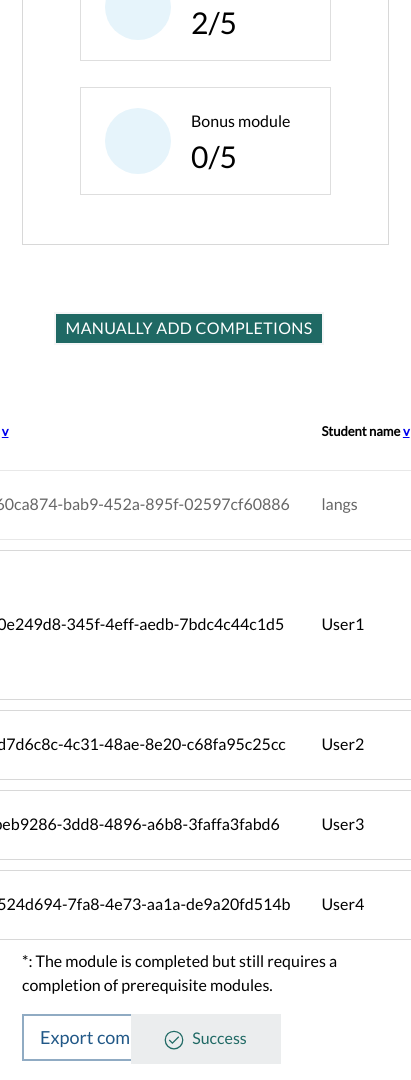 2/5
Bonus module
0/5
MANUALLY ADD COMPLETIONS
v Student name v
60ca874-bab9-452a-895f-02597cf60886 langs
0e249d8-345f-4eff-aedb-7bdc4c44c1d5 User1
d7d6c8c-4c31-48ae-8e20-c68fa95c25cc User2
beb9286-3dd8-4896-a6b8-3faffa3fabd6 User3
524d694-7fa8-4e73-aa1a-de9a20fd514b User4
*: The module is completed but still requires a
completion of prerequisite modules.
Export com Success